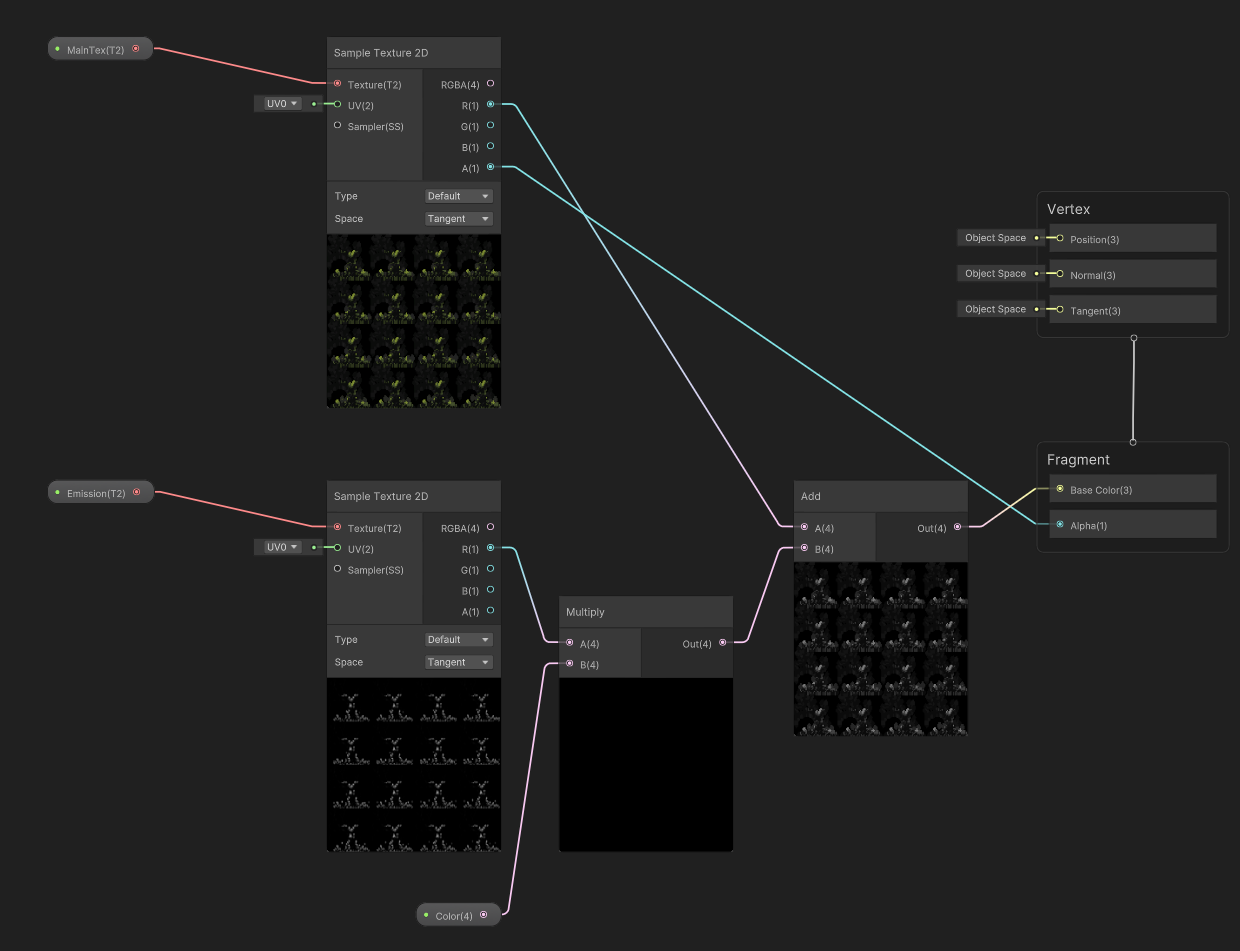 MainTex(T2)
Sample Texture 2D
Texture(T2)
RGBA(4)
UV0
UV(2)
R(1)
Sampler(SS)
G(1)
B(1)
A(1)
Type
Default
Space
Tangent
Vertex
Object Space
Position(3)
Object Space
Normal(3)
Object Space
Tangent(3)
Fragment
Base Color(3)
Alpha(1)
Emission(T2)
Sample Texture 2D
Texture(T2)
RGBA(4)
UV0
UV(2)
R(1)
Sampler(SS)
G(1)
B(1)
A(1)
Type
Default
Space
Tangent
Multiply
A(4)
Out(4)
B(4)
Add
A(4)
Out(4)
B(4)
Color(4)